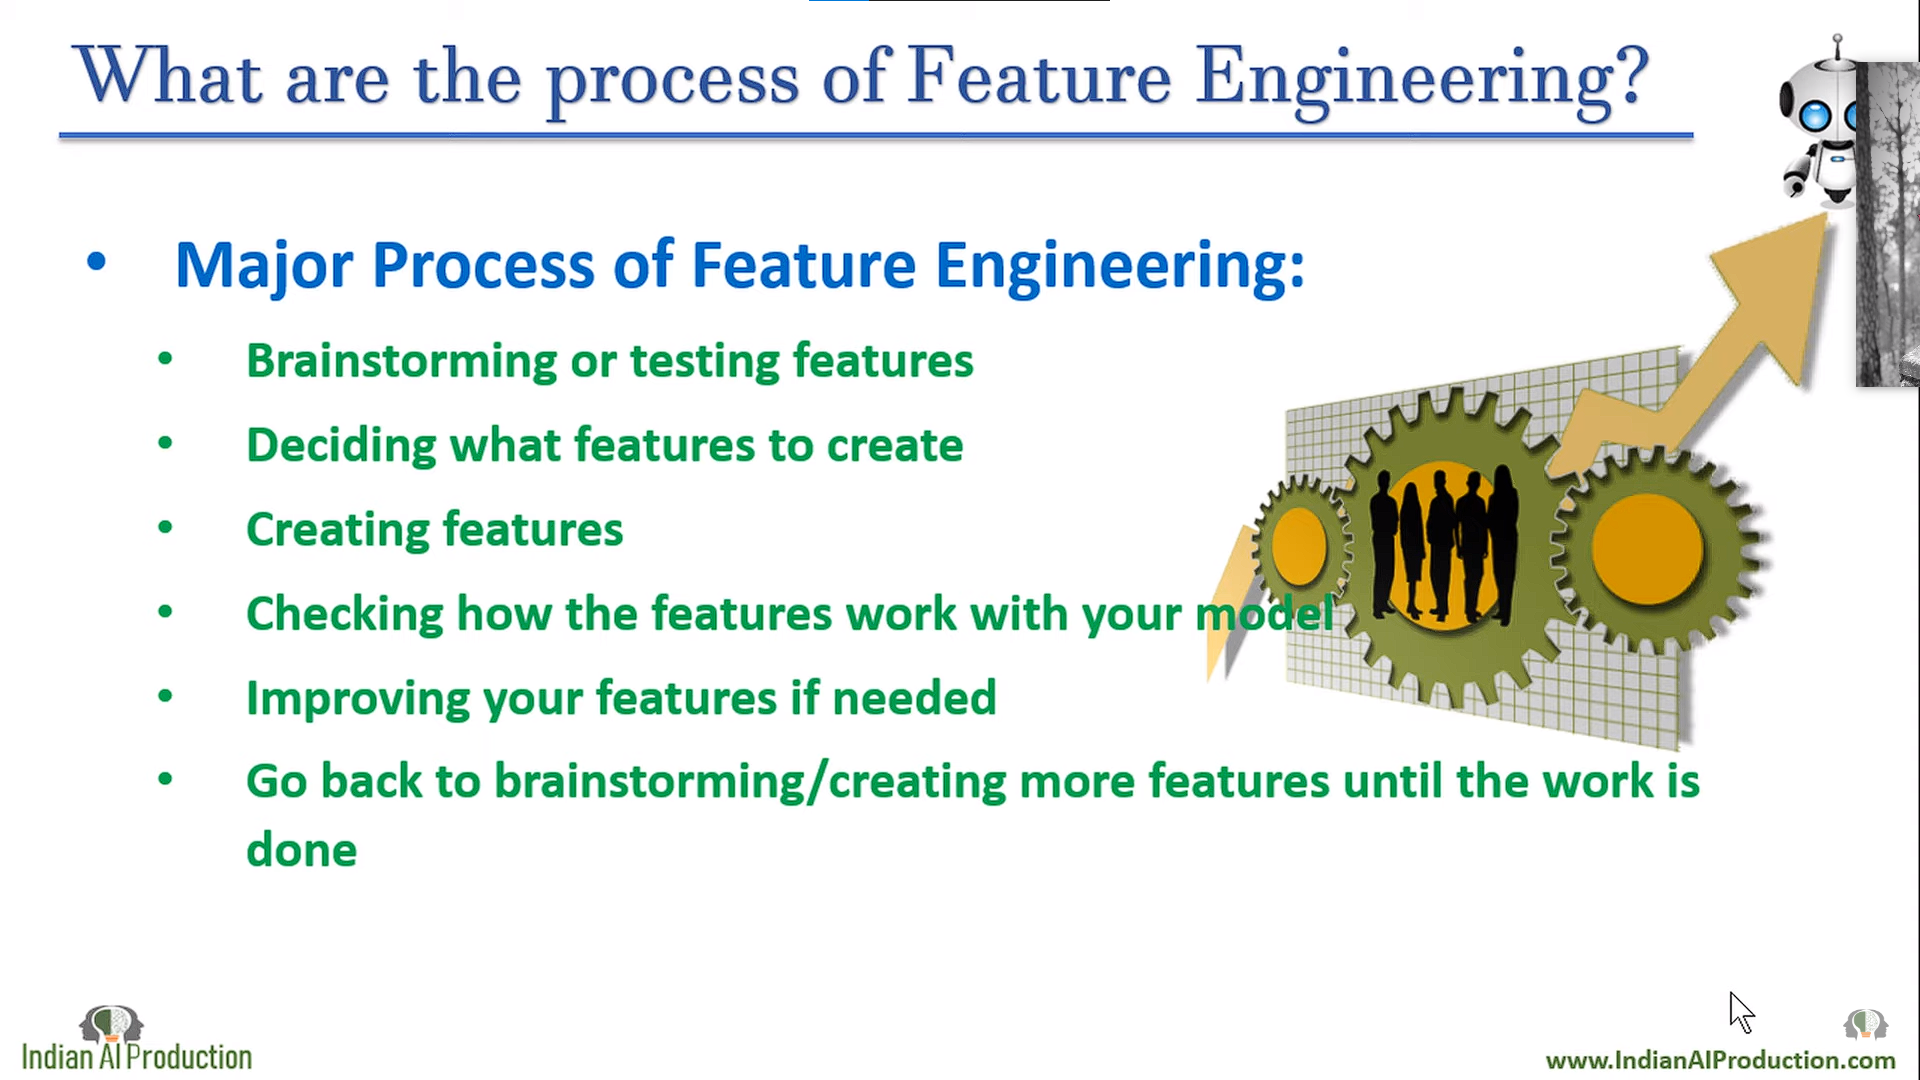 What are the process of Feature Engineering?
• Major Process of Feature Engineering:
• Brainstorming or testing features
• Deciding what features to create
• Creating features
• Checking how the features work with your model
• Improving your features if needed
• Go back to brainstorming/creating more features until the work is
done
Indian AI Production
www.IndianAIProduction.com